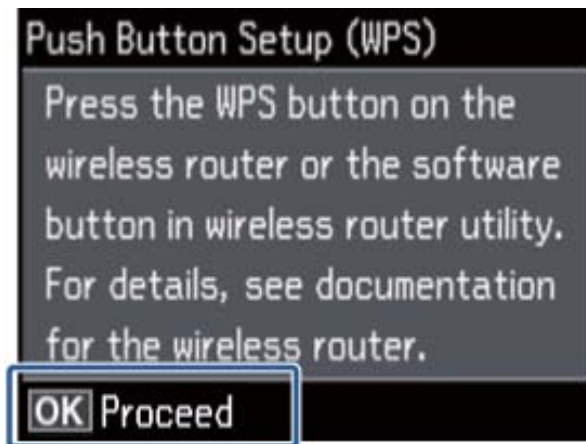 Push Button Setup (WPS)
Press the WPS button on the
wireless router or the software
button in wireless router utility.
For details, see documentation
for the wireless router.
OK Proceed